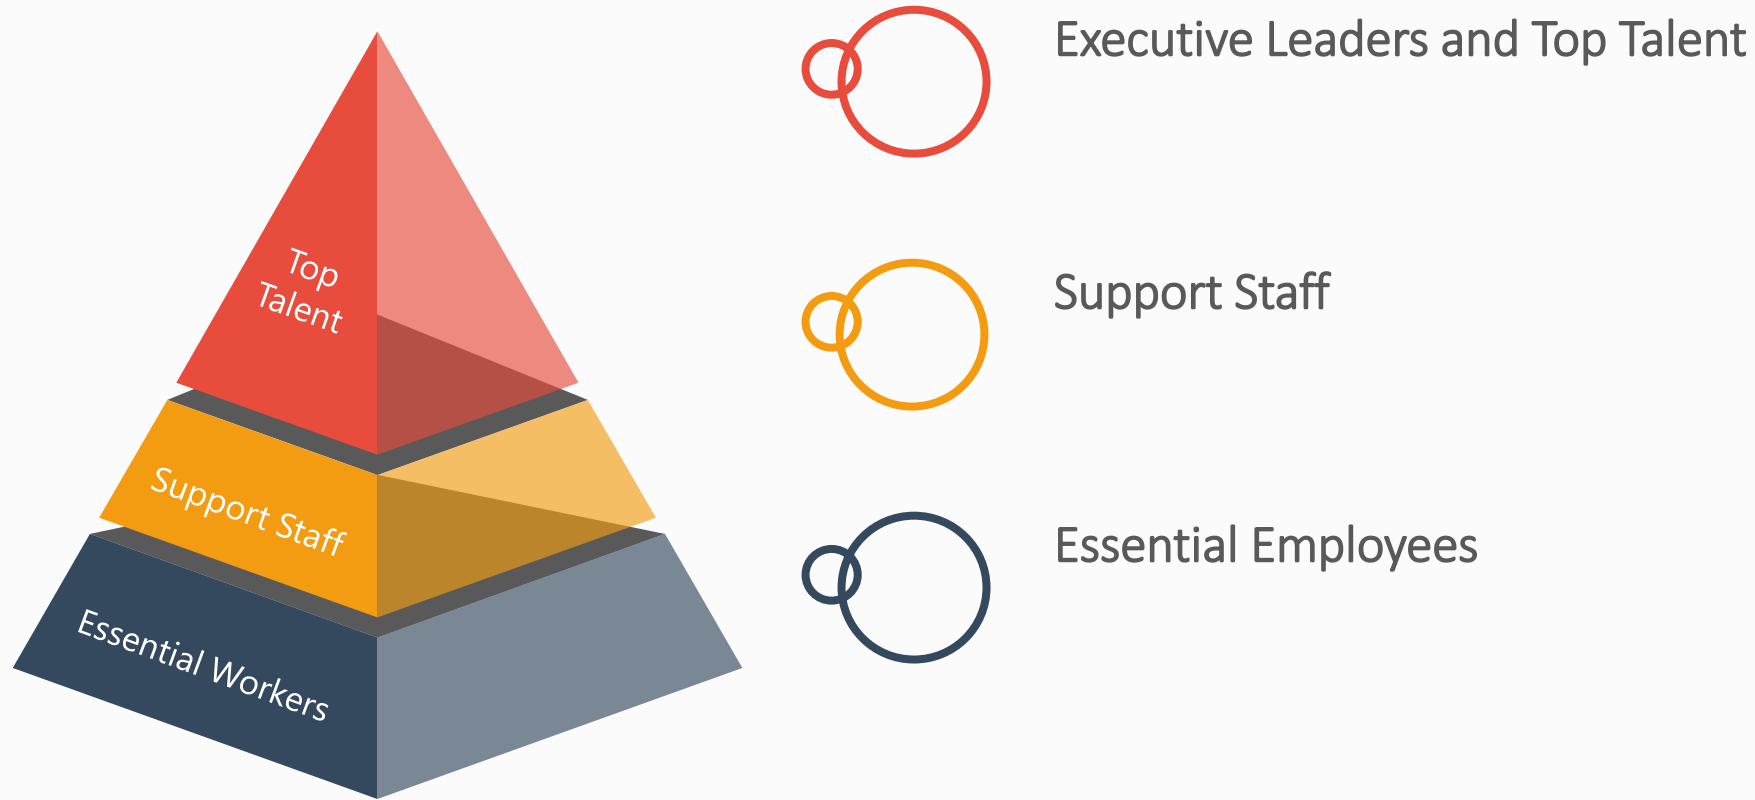 Top
Talent
Support Staff
Essential Workers
Executive Leaders and Top Talent
Support Staff
Essential Employees